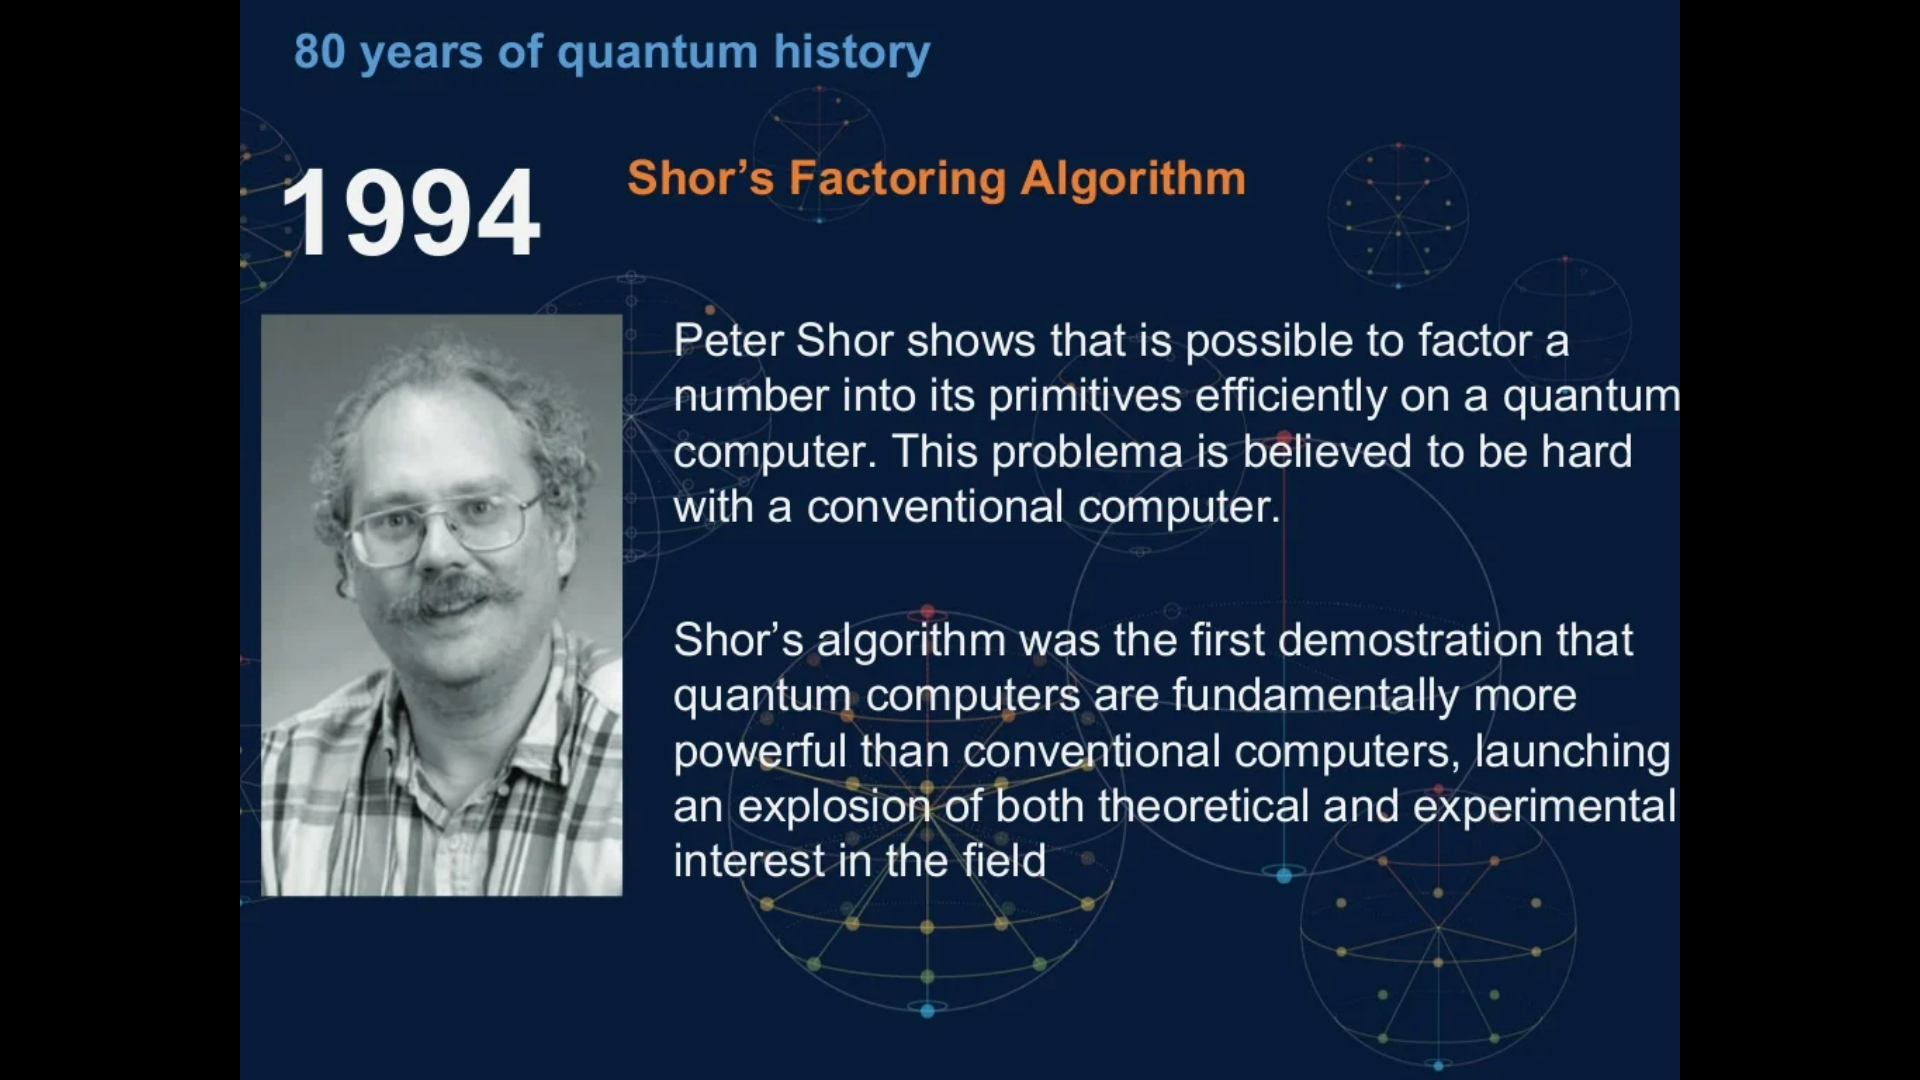 80 years of quantum history
1994
Shor’s Factoring Algorithm
Peter Shor shows that is possible to factor a
number into its primitives efficiently on a quantum
computer. This problema is believed to be hard
with a conventional computer.
Shor’s algorithm was the first demostration that
quantum computers are fundamentally more
powerful than conventional computers, launching
an explosion of both theoretical and experimental
interest in the field